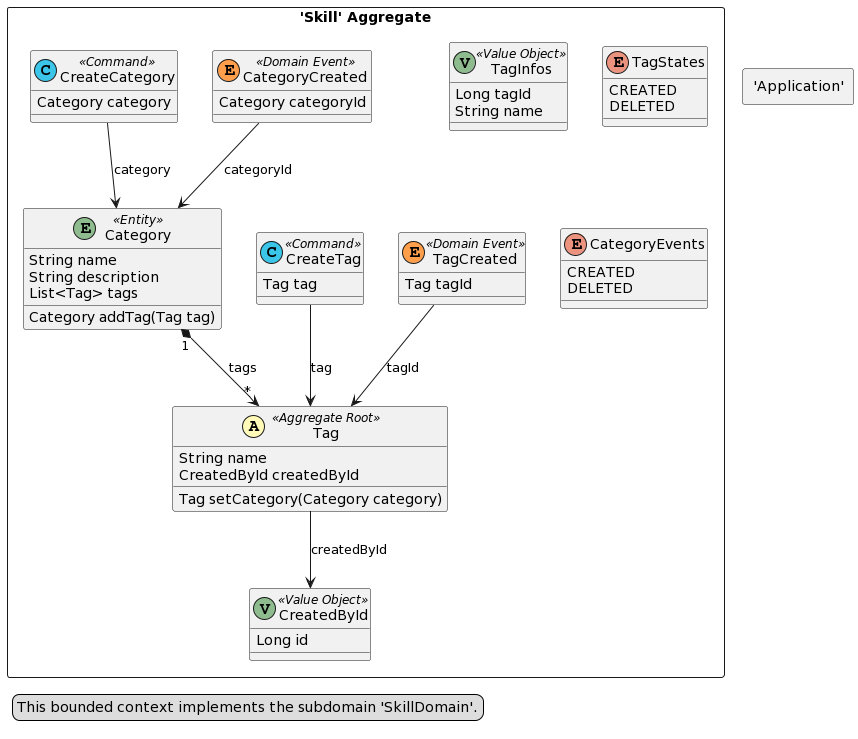 'Skill' Aggregate
C
«Command»
CreateCategory
Category category
E
«Domain Event»
CategoryCreated
Category categoryId
V
«Value Object»
TagInfos
Long tagId
String name
E
TagStates
CREATED
DELETED
'Application'
category
categoryId
E
«Entity»
Category
String name
String description
List<Tag> tags
Category addTag(Tag tag)
C
«Command»
CreateTag
Tag tag
E
«Domain Event»
TagCreated
Tag tagId
E
CategoryEvents
CREATED
DELETED
1
tags
*
tag
tagId
A
«Aggregate Root»
Tag
String name
CreatedById createdById
Tag setCategory(Category category)
createdById
V
«Value Object»
CreatedById
Long id
This bounded context implements the subdomain 'SkillDomain'.